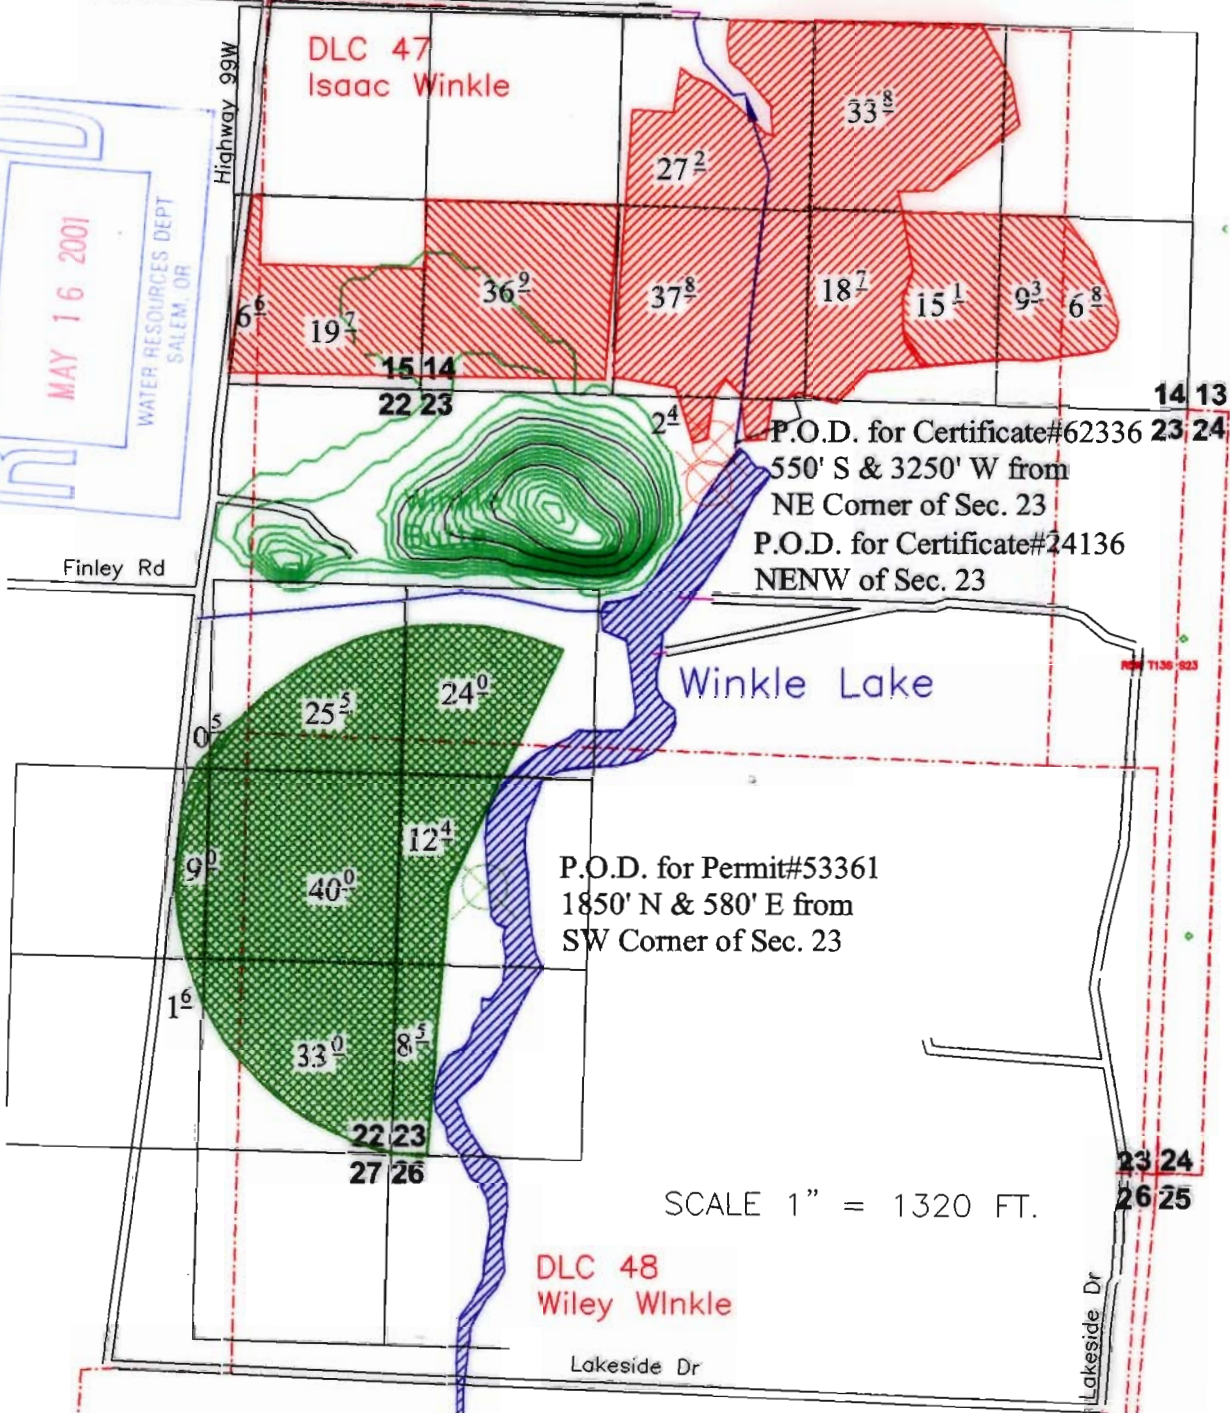 DLC 47
Isaac Winkle
Highway 99W
MAY 16 2001
WATER RESOURCES DEPT
SALEM, OR
33 8
27 2
6 6
19 7
36 9
37 8
18 7
15 1
9 3
6 8
15 14
22 23
14 13
23 24
2 4
P.O.D. for Certificate#62336
550' S & 3250' W from
NE Corner of Sec. 23
P.O.D. for Certificate#24136
NENW of Sec. 23
Winkle
Butte
Finley Rd
Winkle Lake
R5W T13S S23
24 0
25 5
0 5
12 4
9 0
40 0
P.O.D. for Permit#53361
1850' N & 580' E from
SW Corner of Sec. 23
1 6
33 0
8 5
22 23
27 26
23 24
26 25
SCALE 1" = 1320 FT.
DLC 48
Wiley WInkle
Lakeside Dr
Lakeside Dr